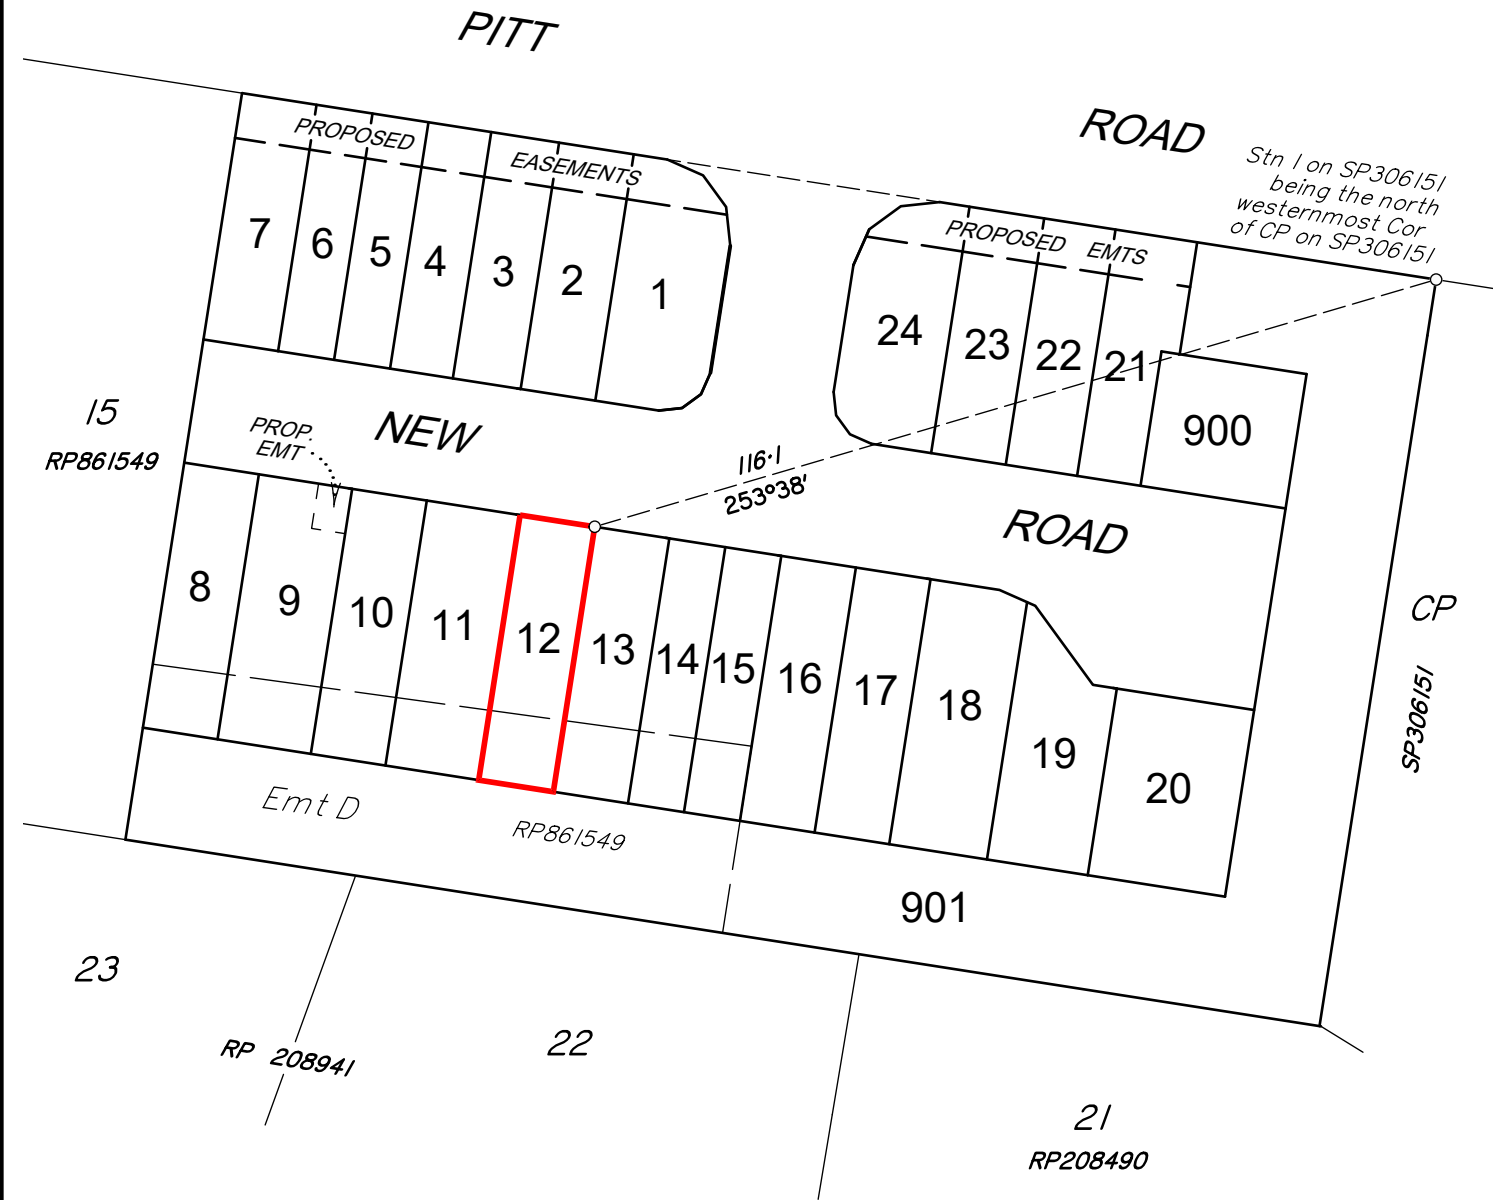 PITT
ROAD
Stn 1 on SP306151
being the north
westernmost Cor
of CP on SP306151
PROPOSED
EASEMENTS
PROPOSED EMTS
7
6
5
4
3
2
1
24
23
22
21
900
15
RP861549
PROP.
EMT
NEW
116·1
253°38'
ROAD
8
9
10
11
12
13
14
15
16
17
18
19
20
CP
SP306151
Emt D
RP861549
901
23
RP 208941
22
21
RP208490